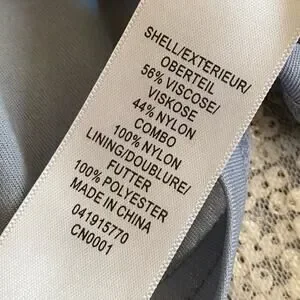 SHELL/EXTERIEUR/
OBERTEIL
56% VISCOSE/
VISKOSE
44% NYLON
COMBO
100% NYLON
LINING/DOUBLURE/
FUTTER
100% POLYESTER
MADE IN CHINA
041915770
CN0001